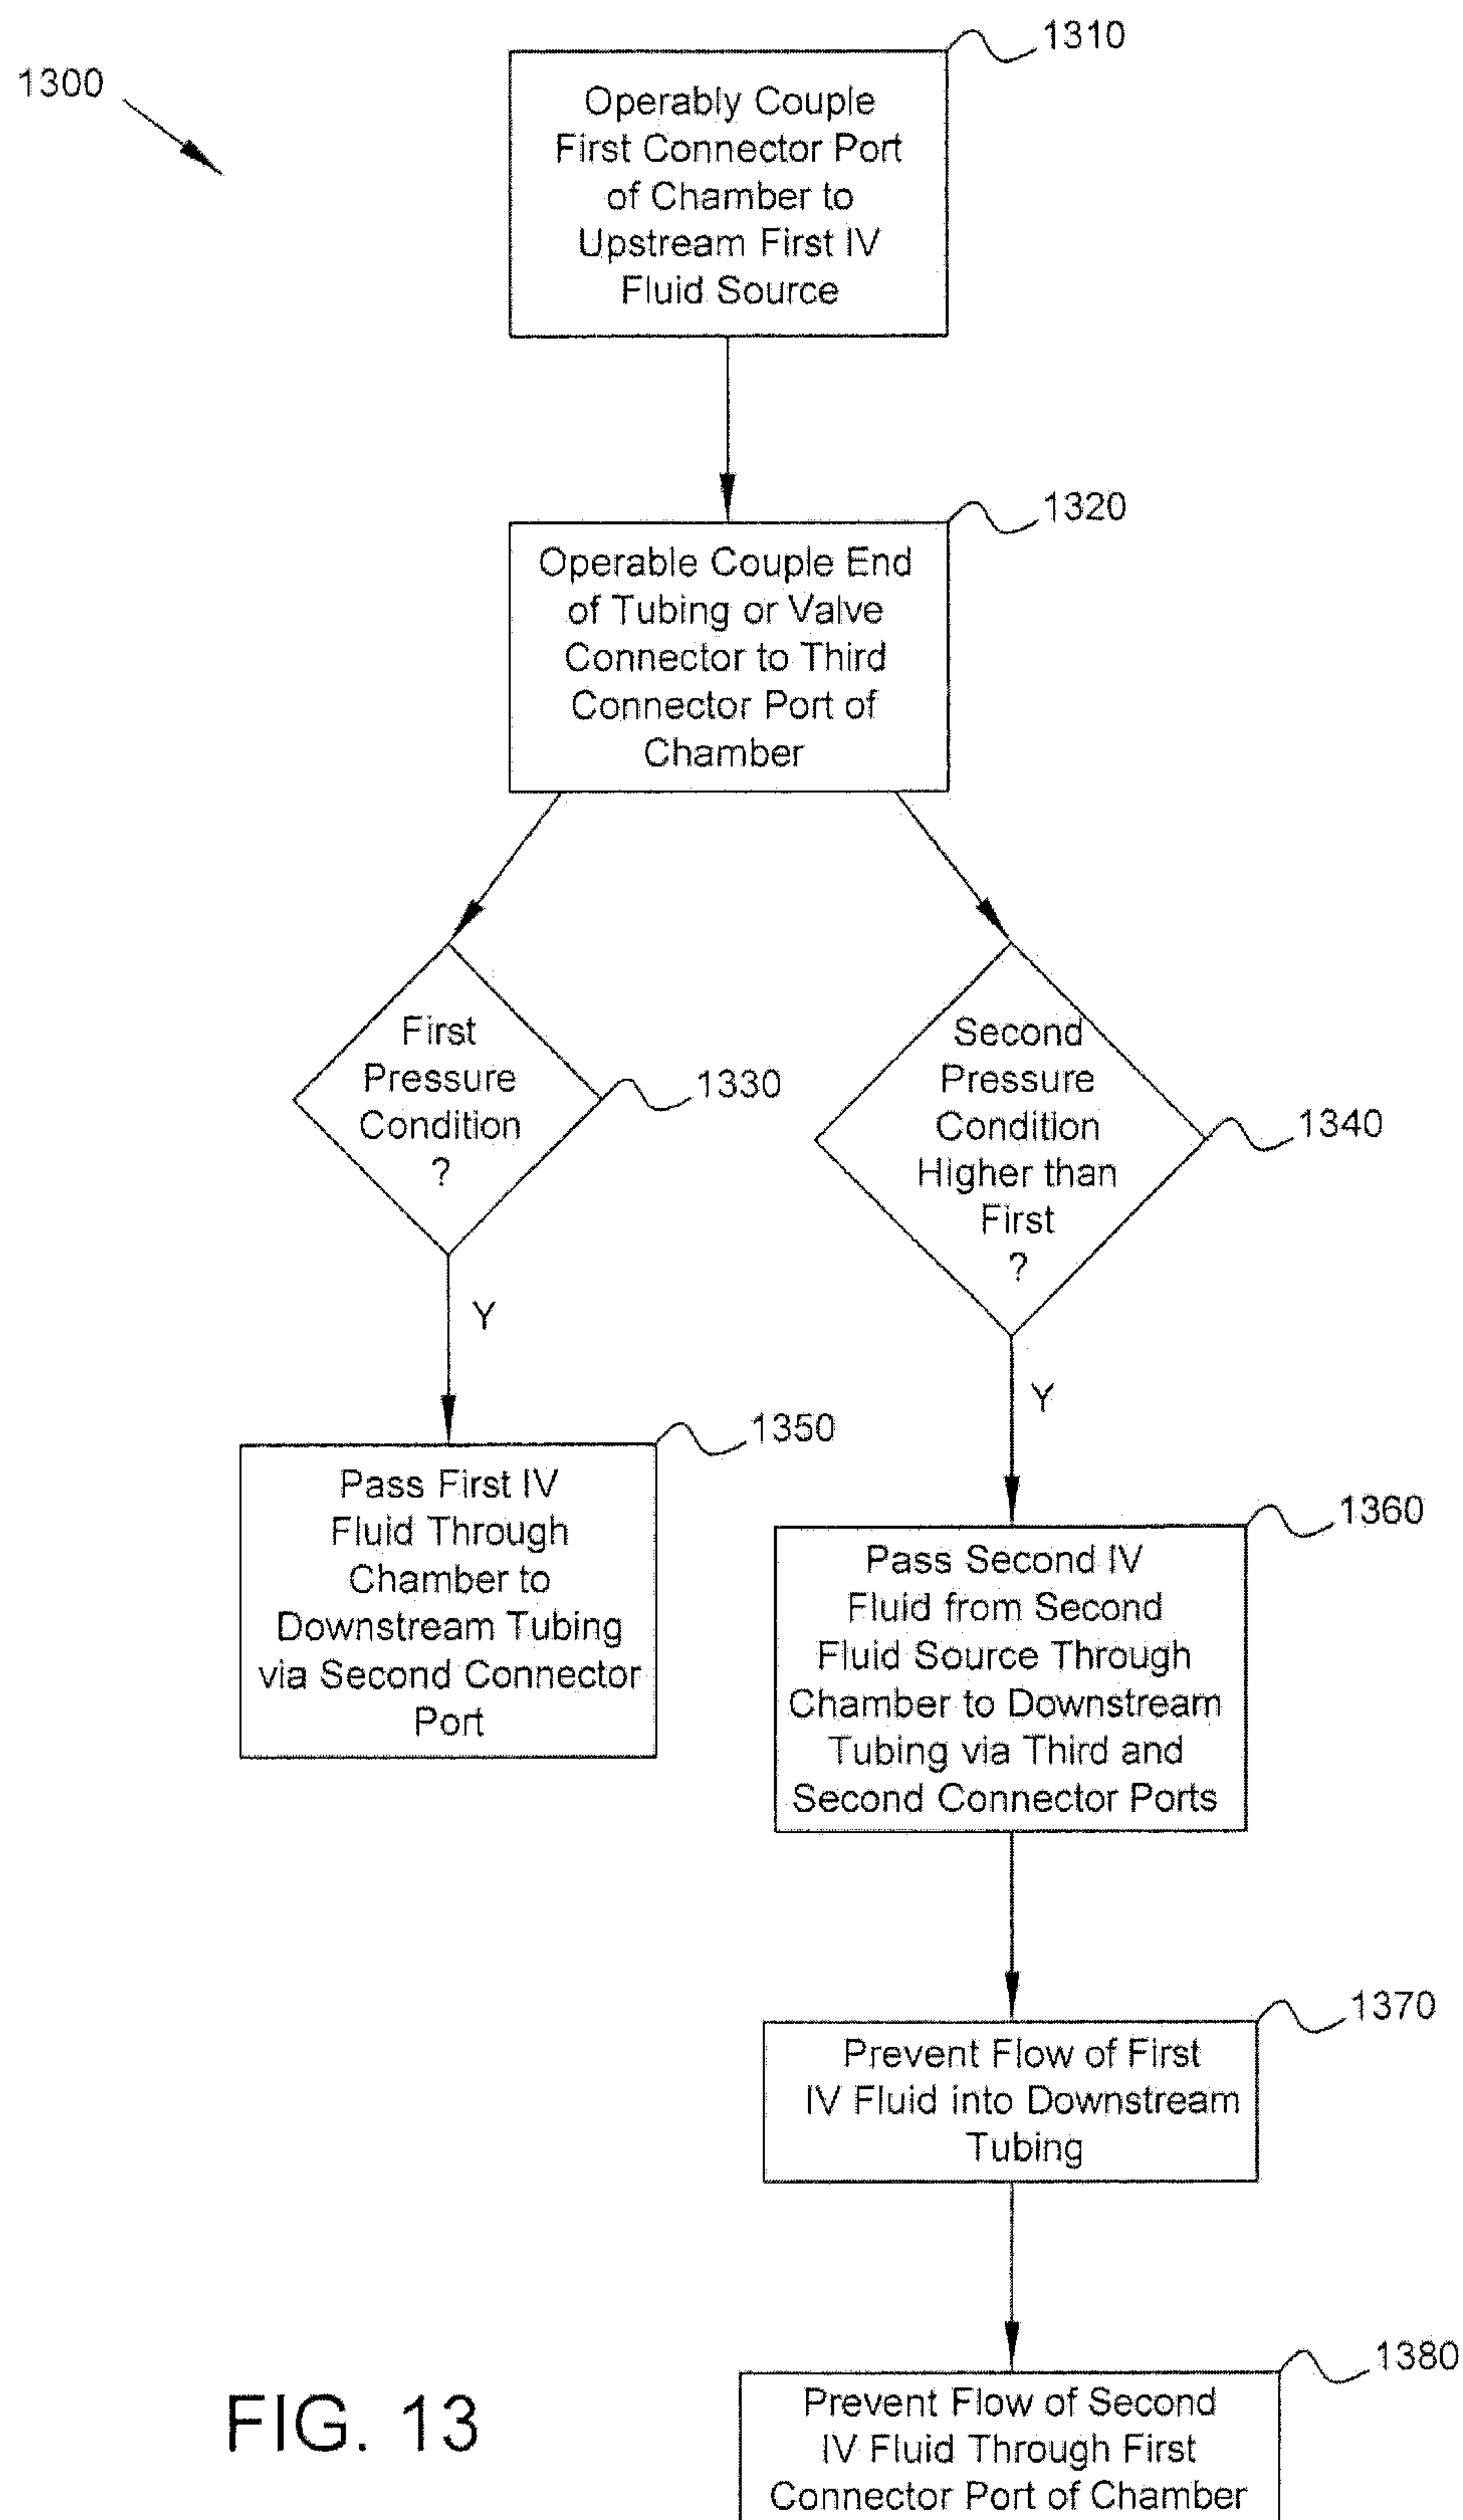 1300
1310
Operably Couple
First Connector Port
of Chamber to
Upstream First IV
Fluid Source
1320
Operable Couple End
of Tubing or Valve
Connector to Third
Connector Port of
Chamber
First
Pressure
Condition
?
1330
Second
Pressure
Condition
Higher than
First
?
1340
Y
Y
1350
Pass First IV
Fluid Through
Chamber to
Downstream Tubing
via Second Connector
Port
1360
Pass Second IV
Fluid from Second
Fluid Source Through
Chamber to Downstream
Tubing via Third and
Second Connector Ports
1370
Prevent Flow of First
IV Fluid into Downstream
Tubing
1380
Prevent Flow of Second
IV Fluid Through First
Connector Port of Chamber
FIG. 13